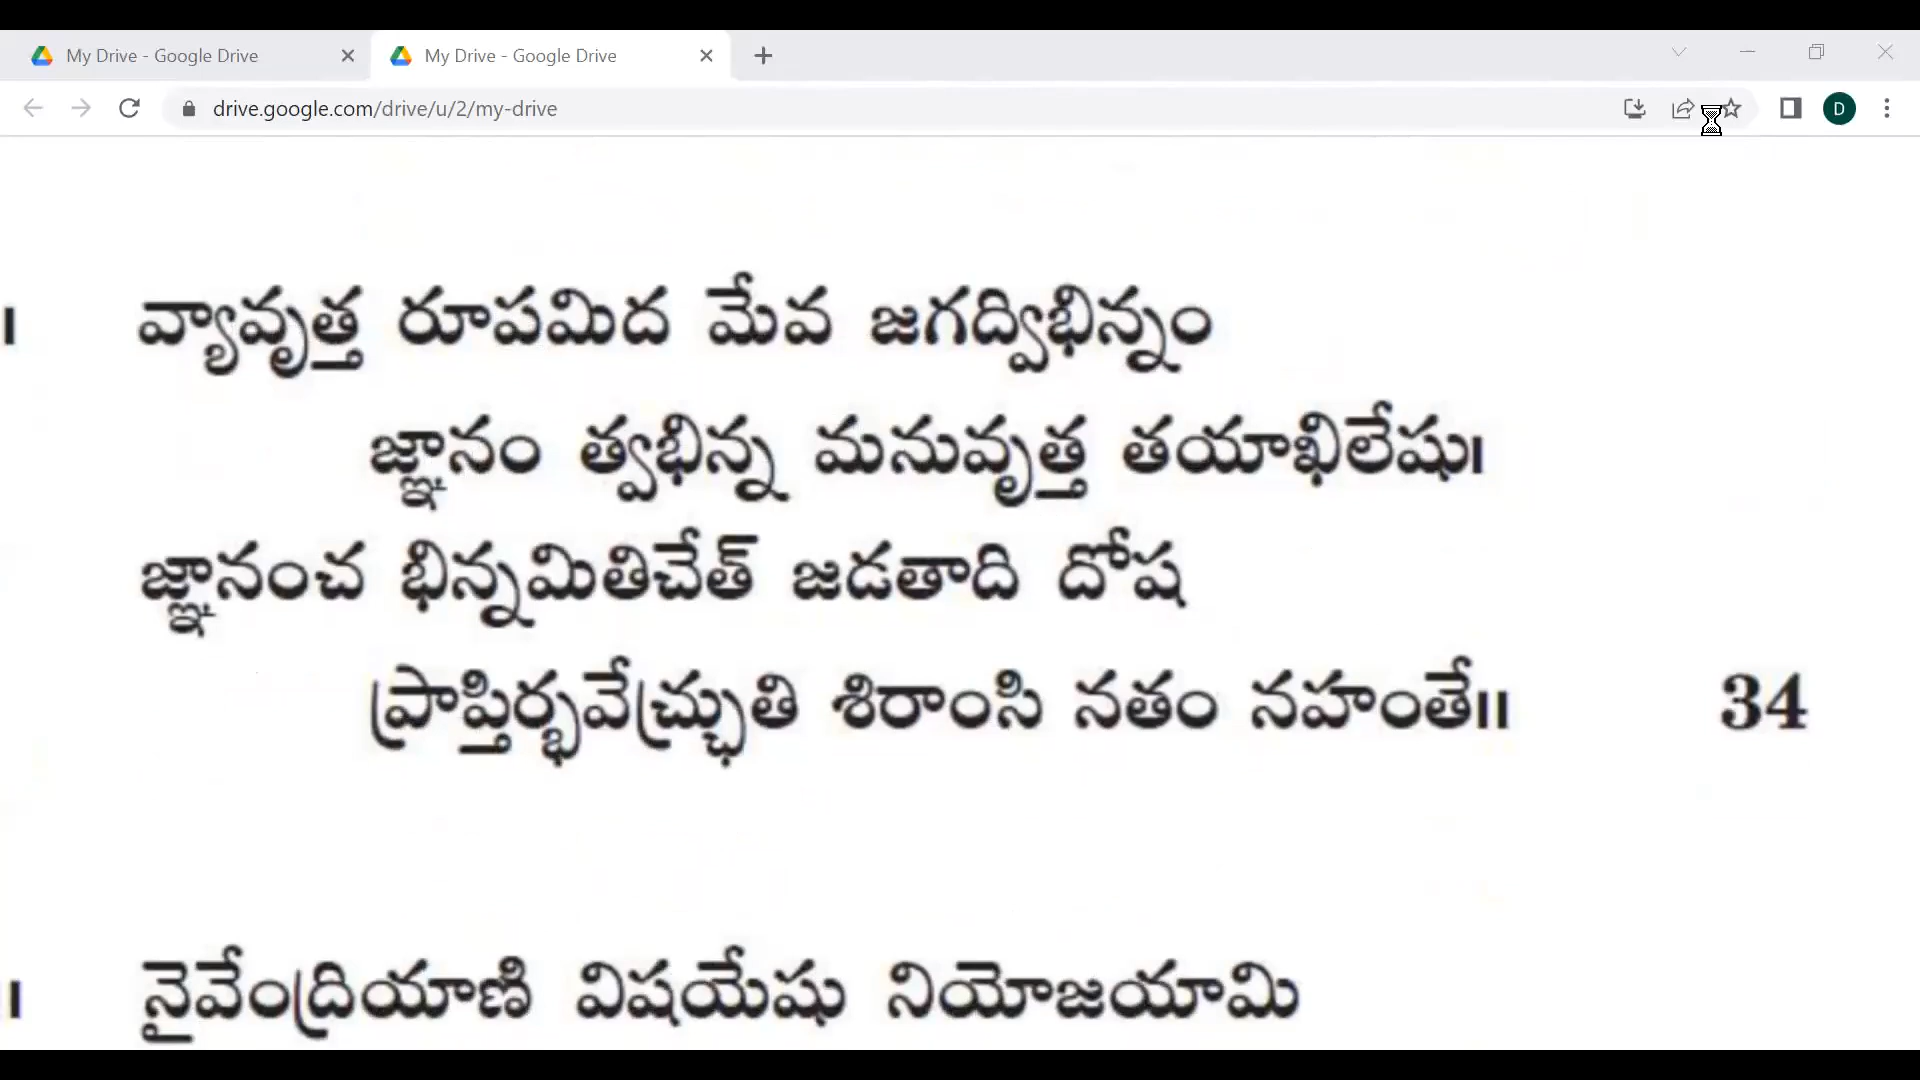 My Drive - Google Drive
My Drive - Google Drive
drive.google.com/drive/u/2/my-drive
D
। వ్యావృత్త రూపమిద మేవ జగద్విభిన్నం
జ్ఞానం త్వభిన్న మనువృత్త తయాఖిలేషు।
జ్ఞానంచ భిన్నమితిచేత్ జడతాది దోష
ప్రాప్తిర్భవేచ్ఛ్రుతి శిరాంసి నతం నహంతే।। 34
। నైవేంద్రియాణి విషయేషు నియోజయామి